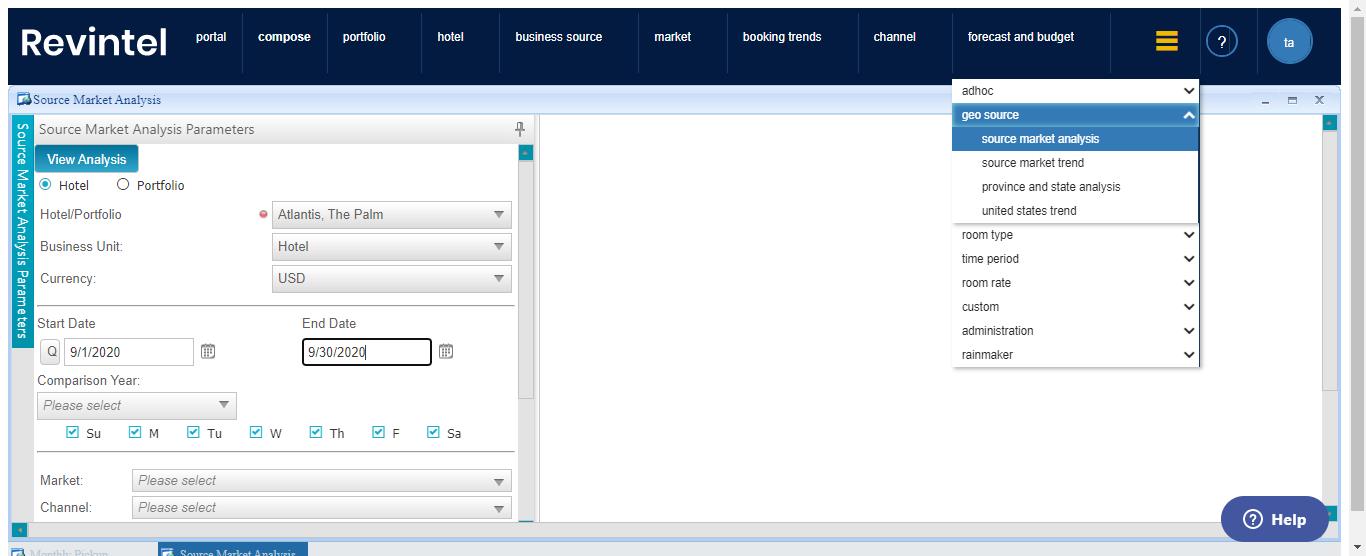 Revintel
portal
compose
portfolio
hotel
business source
market
booking trends
channel
forecast and budget
?
ta
Source Market Analysis
adhoc
geo source
source market analysis
source market trend
province and state analysis
united states trend
room type
time period
room rate
custom
administration
rainmaker
Source Market Analysis Parameters
Source Market Analysis Parameters
View Analysis
Hotel Portfolio
Hotel/Portfolio Atlantis, The Palm
Business Unit: Hotel
Currency: USD
Start Date End Date
Q 9/1/2020 9/30/2020
Comparison Year:
Please select
Su M Tu W Th F Sa
Market: Please select
Channel: Please select
? Help
Monthly Pickup Source Market Analysis